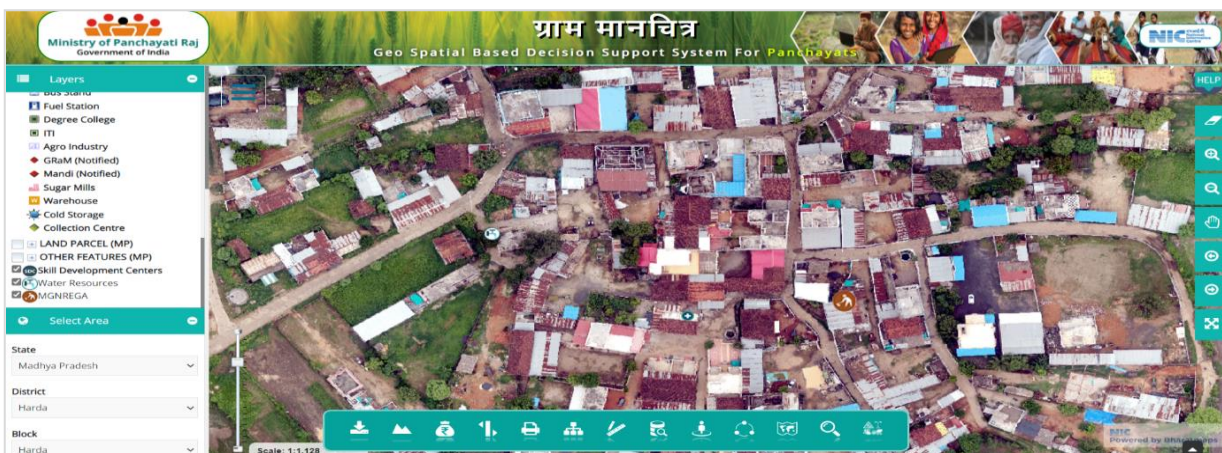 Ministry of Panchayati Raj
Government of India
ग्राम मानचित्र
Geo Spatial Based Decision Support System For Panchayats
NIC
Layers
Bus Stand
Fuel Station
Degree College
ITI
Agro Industry
GRaM (Notified)
Mandi (Notified)
Sugar Mills
Warehouse
Cold Storage
Collection Centre
LAND PARCEL (MP)
OTHER FEATURES (MP)
Skill Development Centers
Water Resources
MGNREGA
Select Area
State
Madhya Pradesh
District
Harda
Block
Harda
HELP
Scale: 1:1,128
NIC
Powered by Bharatmaps